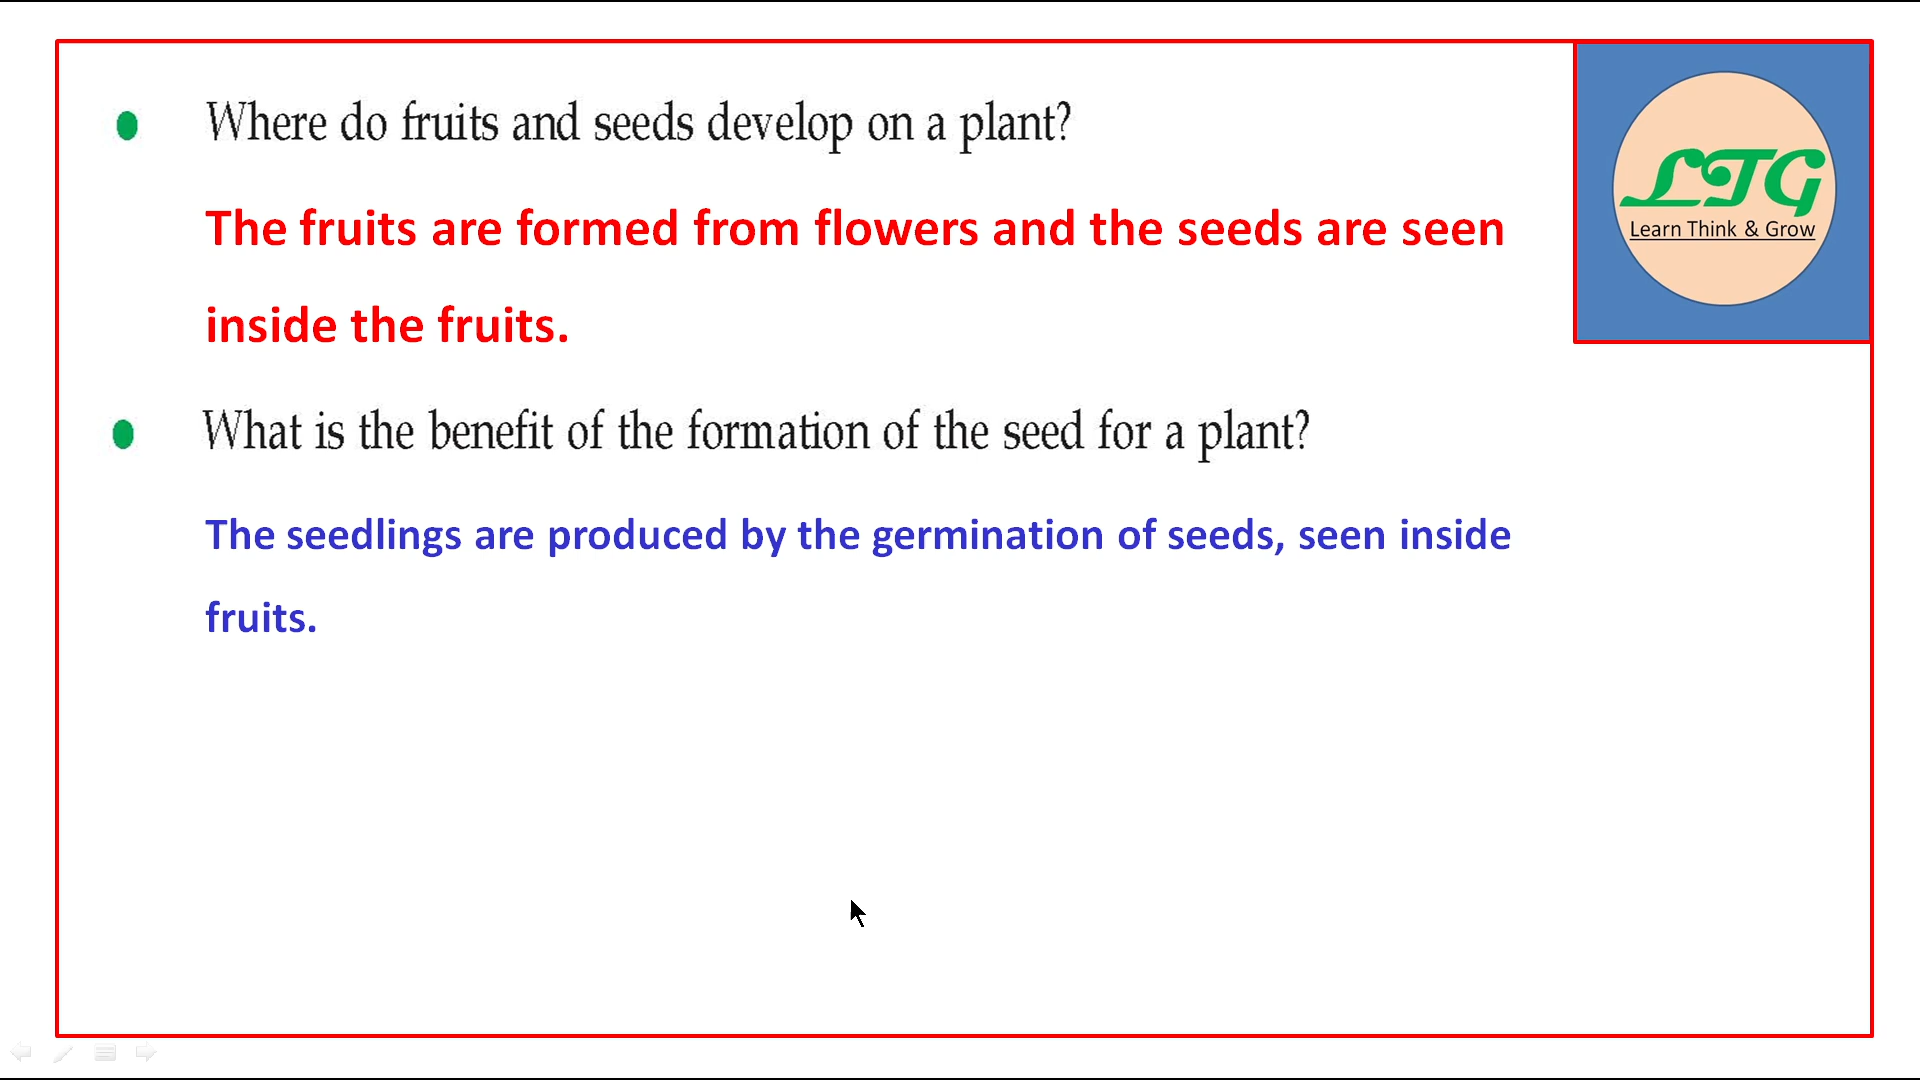 Where do fruits and seeds develop on a plant?
The fruits are formed from flowers and the seeds are seen
inside the fruits.
What is the benefit of the formation of the seed for a plant?
The seedlings are produced by the germination of seeds, seen inside
fruits.
LTG
Learn Think & Grow